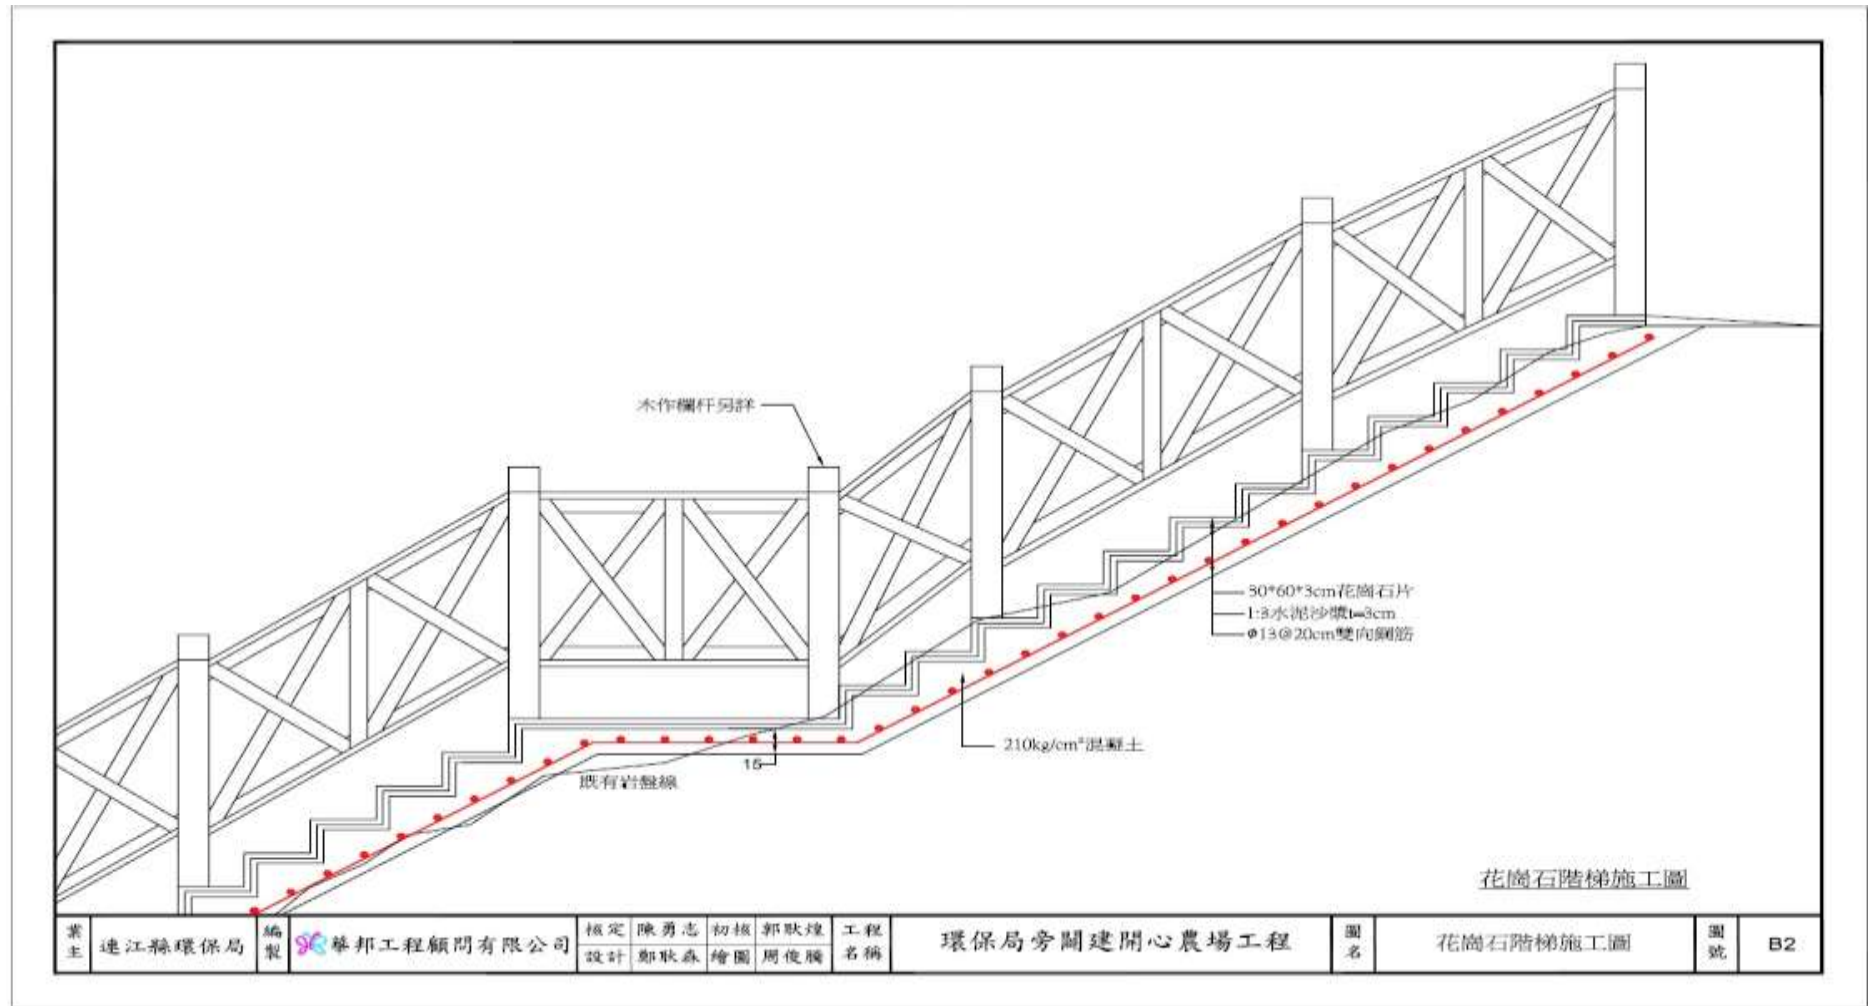 木作欄杆另詳
30*60*3cm花崗石片
1:3水泥沙漿t=3cm
φ13@20cm雙向鋼筋
210kg/cm²混凝土
15
既有岩盤線
花崗石階梯施工圖
業主 連江縣環保局 編製 華邦工程顧問有限公司 核定 陳勇志 初核 郭耿煌 工程名稱 環保局旁闢建開心農場工程 圖名 花崗石階梯施工圖 圖號 B2
設計 鄭耿森 繪圖 周俊騰